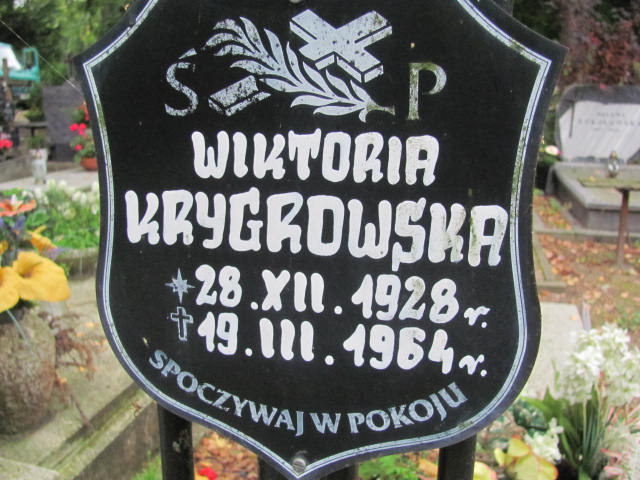 Ś P
WIKTORIA
KRYGROWSKA
28.XII.1928 r.
19.III.1964 r.
SPOCZYWAJ W POKOJU